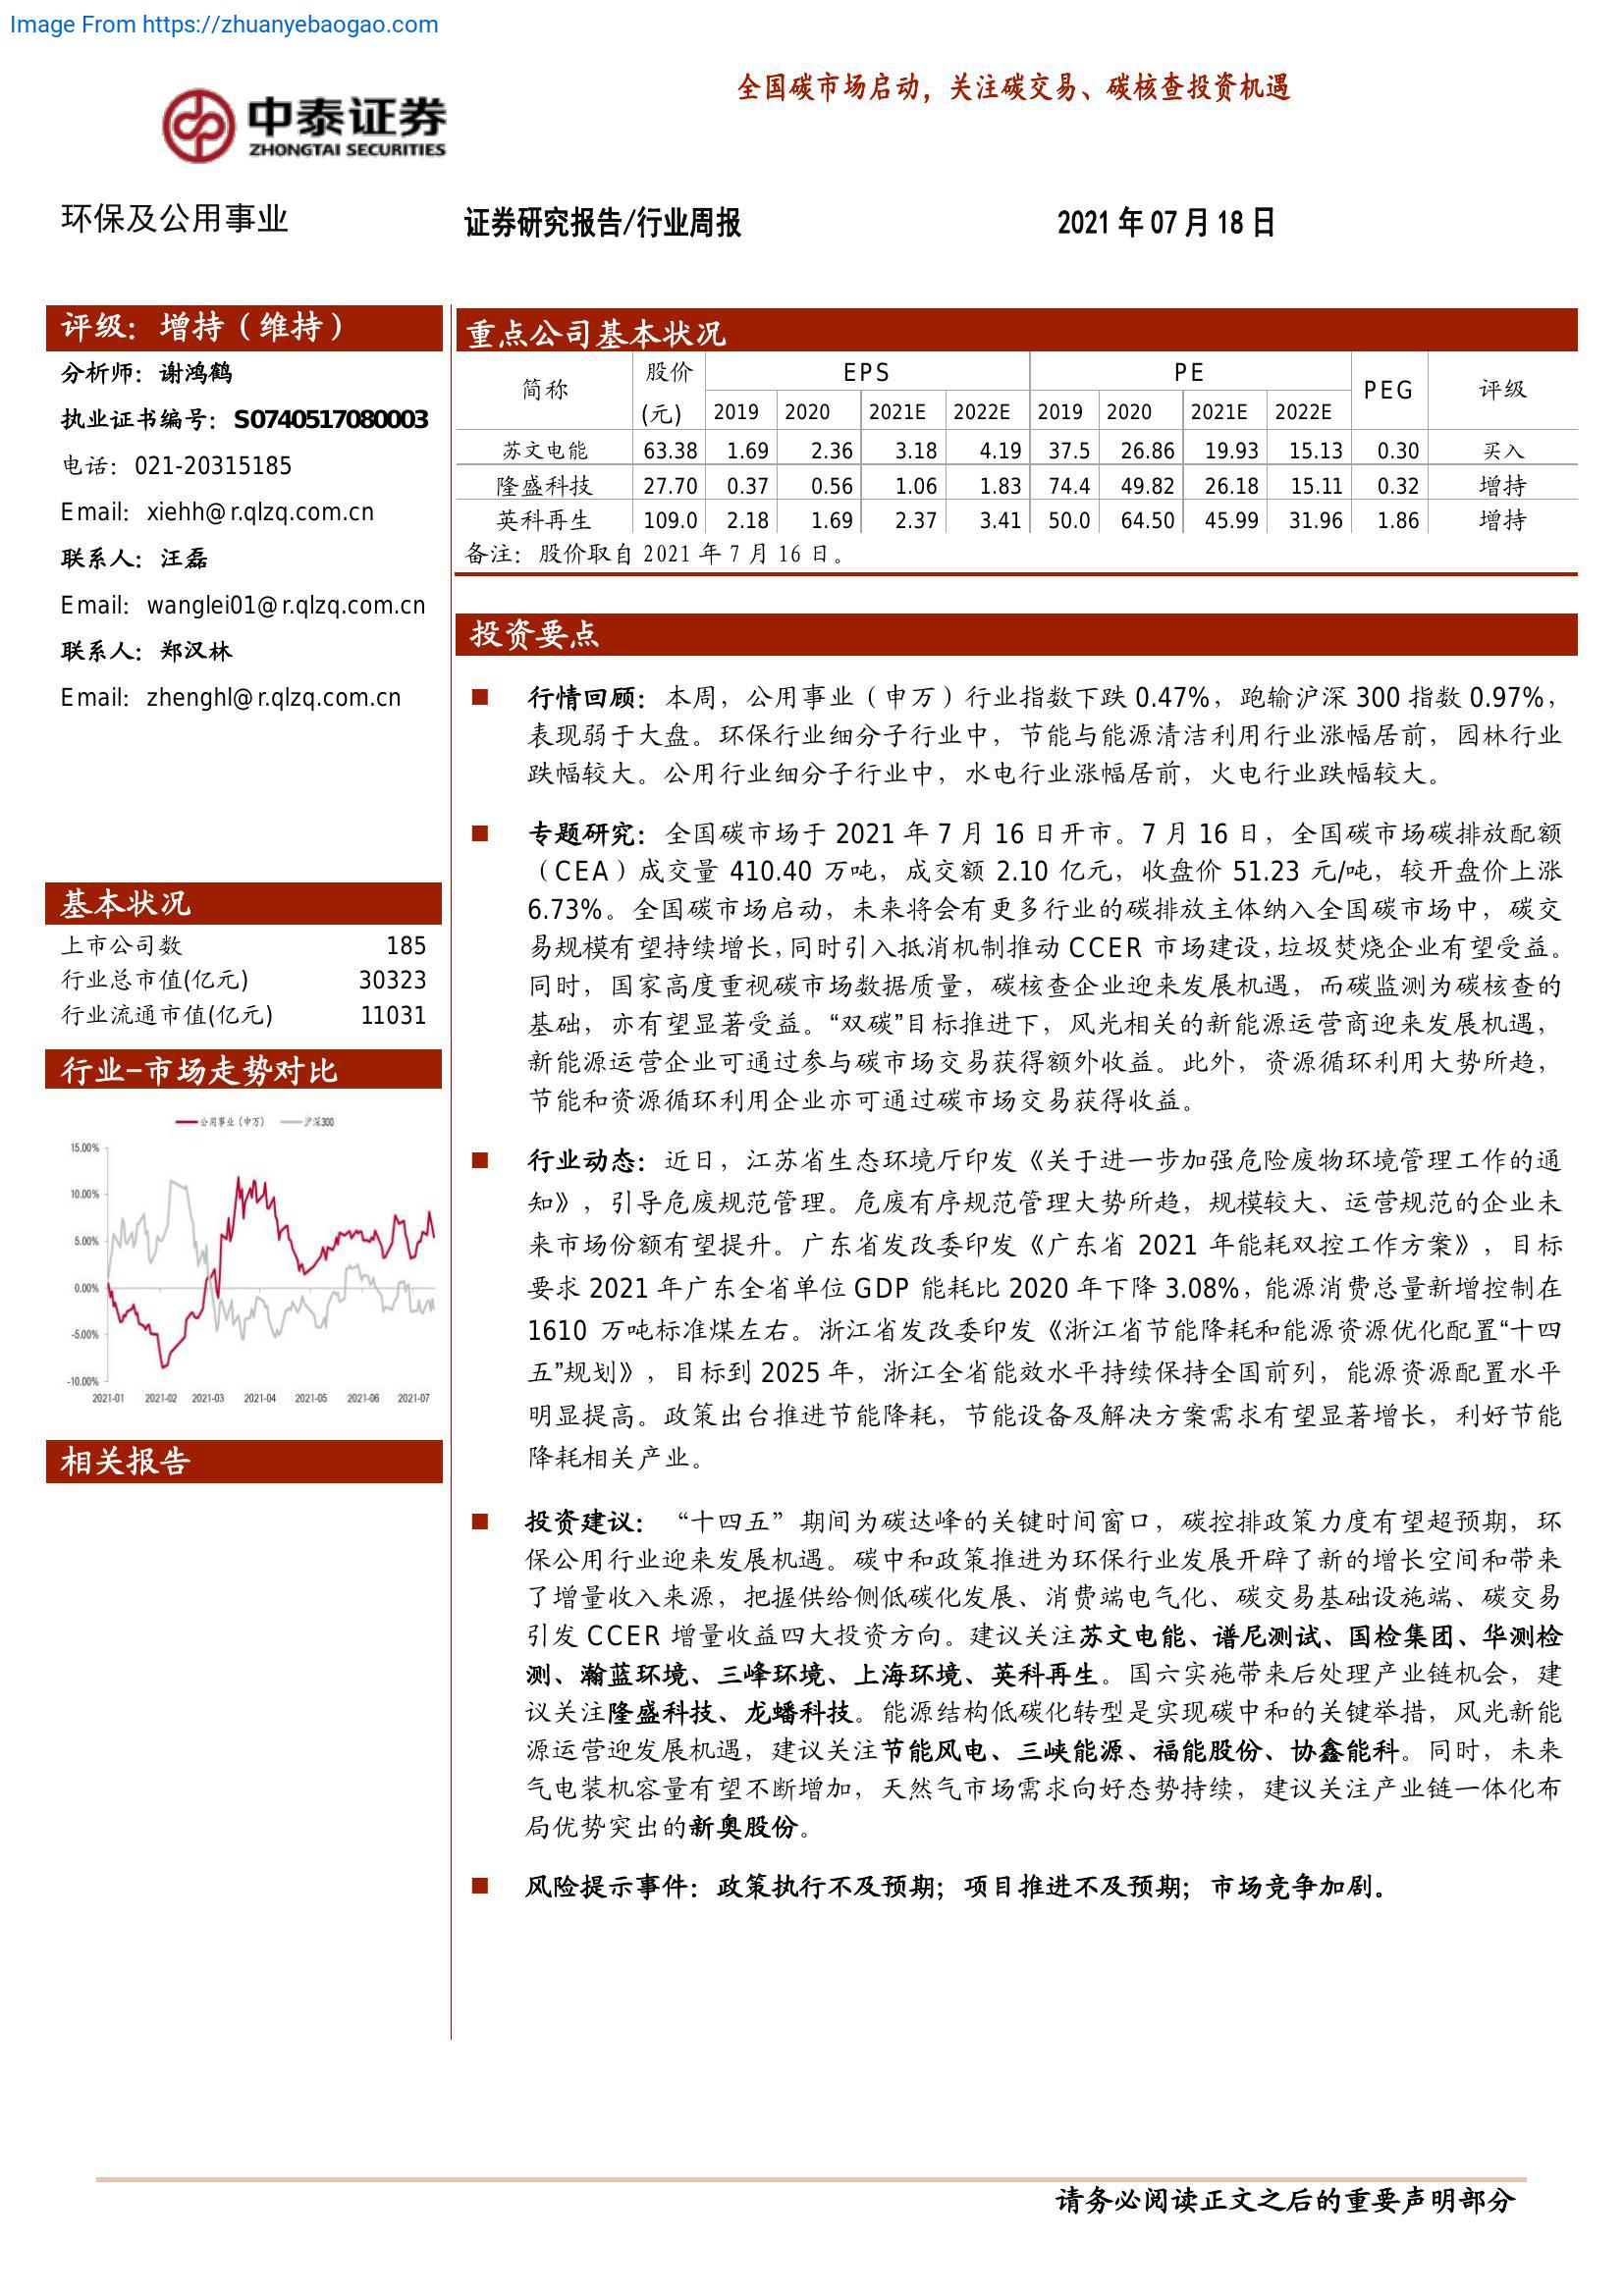 Image From https://zhuanyebaogao.com
全国碳市场启动，关注碳交易、碳核查投资机遇
中泰证券
ZHONGTAI SECURITIES
环保及公用事业
证券研究报告/行业周报
2021 年 07 月 18 日
评级：增持（维持）
分析师：谢鸿鹤
执业证书编号：S0740517080003
电话：021-20315185
Email：xiehh@r.qlzq.com.cn
联系人：汪磊
Email：wanglei01@r.qlzq.com.cn
联系人：郑汉林
Email：zhenghl@r.qlzq.com.cn
基本状况
上市公司数 185
行业总市值(亿元) 30323
行业流通市值(亿元) 11031
行业-市场走势对比
公用事业（申万） 沪深300
15.00%
10.00%
5.00%
0.00%
-5.00%
-10.00%
2021-01 2021-02 2021-03 2021-04 2021-05 2021-06 2021-07
相关报告
重点公司基本状况
简称 股价(元) EPS PE PEG 评级
2019 2020 2021E 2022E 2019 2020 2021E 2022E
苏文电能 63.38 1.69 2.36 3.18 4.19 37.5 26.86 19.93 15.13 0.30 买入
隆盛科技 27.70 0.37 0.56 1.06 1.83 74.4 49.82 26.18 15.11 0.32 增持
英科再生 109.0 2.18 1.69 2.37 3.41 50.0 64.50 45.99 31.96 1.86 增持
备注：股价取自 2021 年 7 月 16 日。
投资要点
■ 行情回顾：本周，公用事业（申万）行业指数下跌 0.47%，跑输沪深 300 指数 0.97%，
表现弱于大盘。环保行业细分子行业中，节能与能源清洁利用行业涨幅居前，园林行业
跌幅较大。公用行业细分子行业中，水电行业涨幅居前，火电行业跌幅较大。
■ 专题研究：全国碳市场于 2021 年 7 月 16 日开市。7 月 16 日，全国碳市场碳排放配额
（CEA）成交量 410.40 万吨，成交额 2.10 亿元，收盘价 51.23 元/吨，较开盘价上涨
6.73%。全国碳市场启动，未来将会有更多行业的碳排放主体纳入全国碳市场中，碳交
易规模有望持续增长，同时引入抵消机制推动 CCER 市场建设，垃圾焚烧企业有望受益。
同时，国家高度重视碳市场数据质量，碳核查企业迎来发展机遇，而碳监测为碳核查的
基础，亦有望显著受益。“双碳”目标推进下，风光相关的新能源运营商迎来发展机遇，
新能源运营企业可通过参与碳市场交易获得额外收益。此外，资源循环利用大势所趋，
节能和资源循环利用企业亦可通过碳市场交易获得收益。
■ 行业动态：近日，江苏省生态环境厅印发《关于进一步加强危险废物环境管理工作的通
知》，引导危废规范管理。危废有序规范管理大势所趋，规模较大、运营规范的企业未
来市场份额有望提升。广东省发改委印发《广东省 2021 年能耗双控工作方案》，目标
要求 2021 年广东全省单位 GDP 能耗比 2020 年下降 3.08%，能源消费总量新增控制在
1610 万吨标准煤左右。浙江省发改委印发《浙江省节能降耗和能源资源优化配置“十四
五”规划》，目标到 2025 年，浙江全省能效水平持续保持全国前列，能源资源配置水平
明显提高。政策出台推进节能降耗，节能设备及解决方案需求有望显著增长，利好节能
降耗相关产业。
■ 投资建议：“十四五”期间为碳达峰的关键时间窗口，碳控排政策力度有望超预期，环
保公用行业迎来发展机遇。碳中和政策推进为环保行业发展开辟了新的增长空间和带来
了增量收入来源，把握供给侧低碳化发展、消费端电气化、碳交易基础设施端、碳交易
引发 CCER 增量收益四大投资方向。建议关注苏文电能、谱尼测试、国检集团、华测检
测、瀚蓝环境、三峰环境、上海环境、英科再生。国六实施带来后处理产业链机会，建
议关注隆盛科技、龙蟠科技。能源结构低碳化转型是实现碳中和的关键举措，风光新能
源运营迎发展机遇，建议关注节能风电、三峡能源、福能股份、协鑫能科。同时，未来
气电装机容量有望不断增加，天然气市场需求向好态势持续，建议关注产业链一体化布
局优势突出的新奥股份。
■ 风险提示事件：政策执行不及预期；项目推进不及预期；市场竞争加剧。
请务必阅读正文之后的重要声明部分